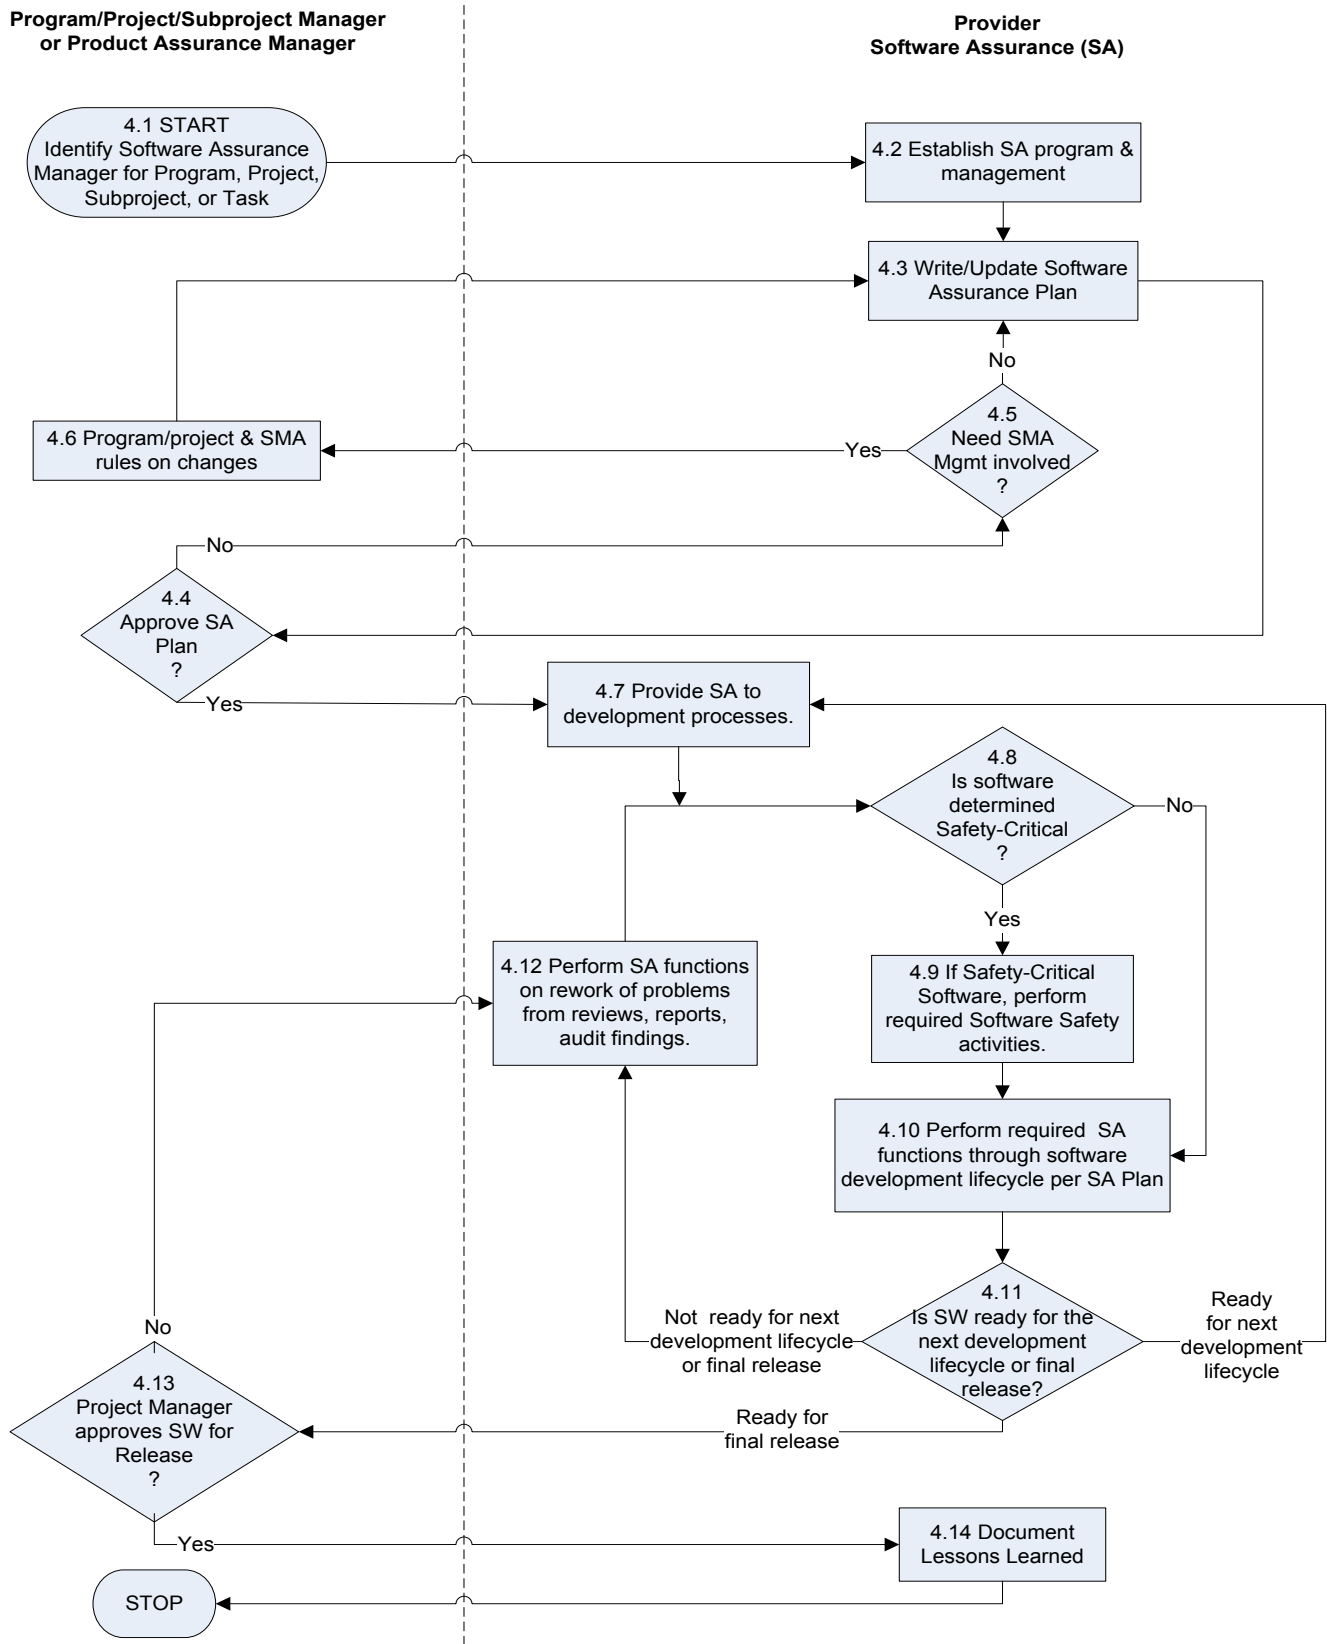 Program/Project/Subproject Manager
or Product Assurance Manager
Provider
Software Assurance (SA)
4.1 START
Identify Software Assurance
Manager for Program, Project,
Subproject, or Task
4.2 Establish SA program &
management
4.3 Write/Update Software
Assurance Plan
No
4.5
Need SMA
Mgmt involved
?
Yes
4.6 Program/project & SMA
rules on changes
No
4.4
Approve SA
Plan
?
Yes
4.7 Provide SA to
development processes.
4.8
Is software
determined
Safety-Critical
?
No
Yes
4.9 If Safety-Critical
Software, perform
required Software Safety
activities.
4.12 Perform SA functions
on rework of problems
from reviews, reports,
audit findings.
4.10 Perform required  SA
functions through software
development lifecycle per SA Plan
4.11
Is SW ready for the
next development
lifecycle or final
release?
Not  ready for next
development lifecycle
or final release
Ready
for next
development
lifecycle
Ready for
final release
No
4.13
Project Manager
approves SW for
Release
?
Yes
4.14 Document
Lessons Learned
STOP